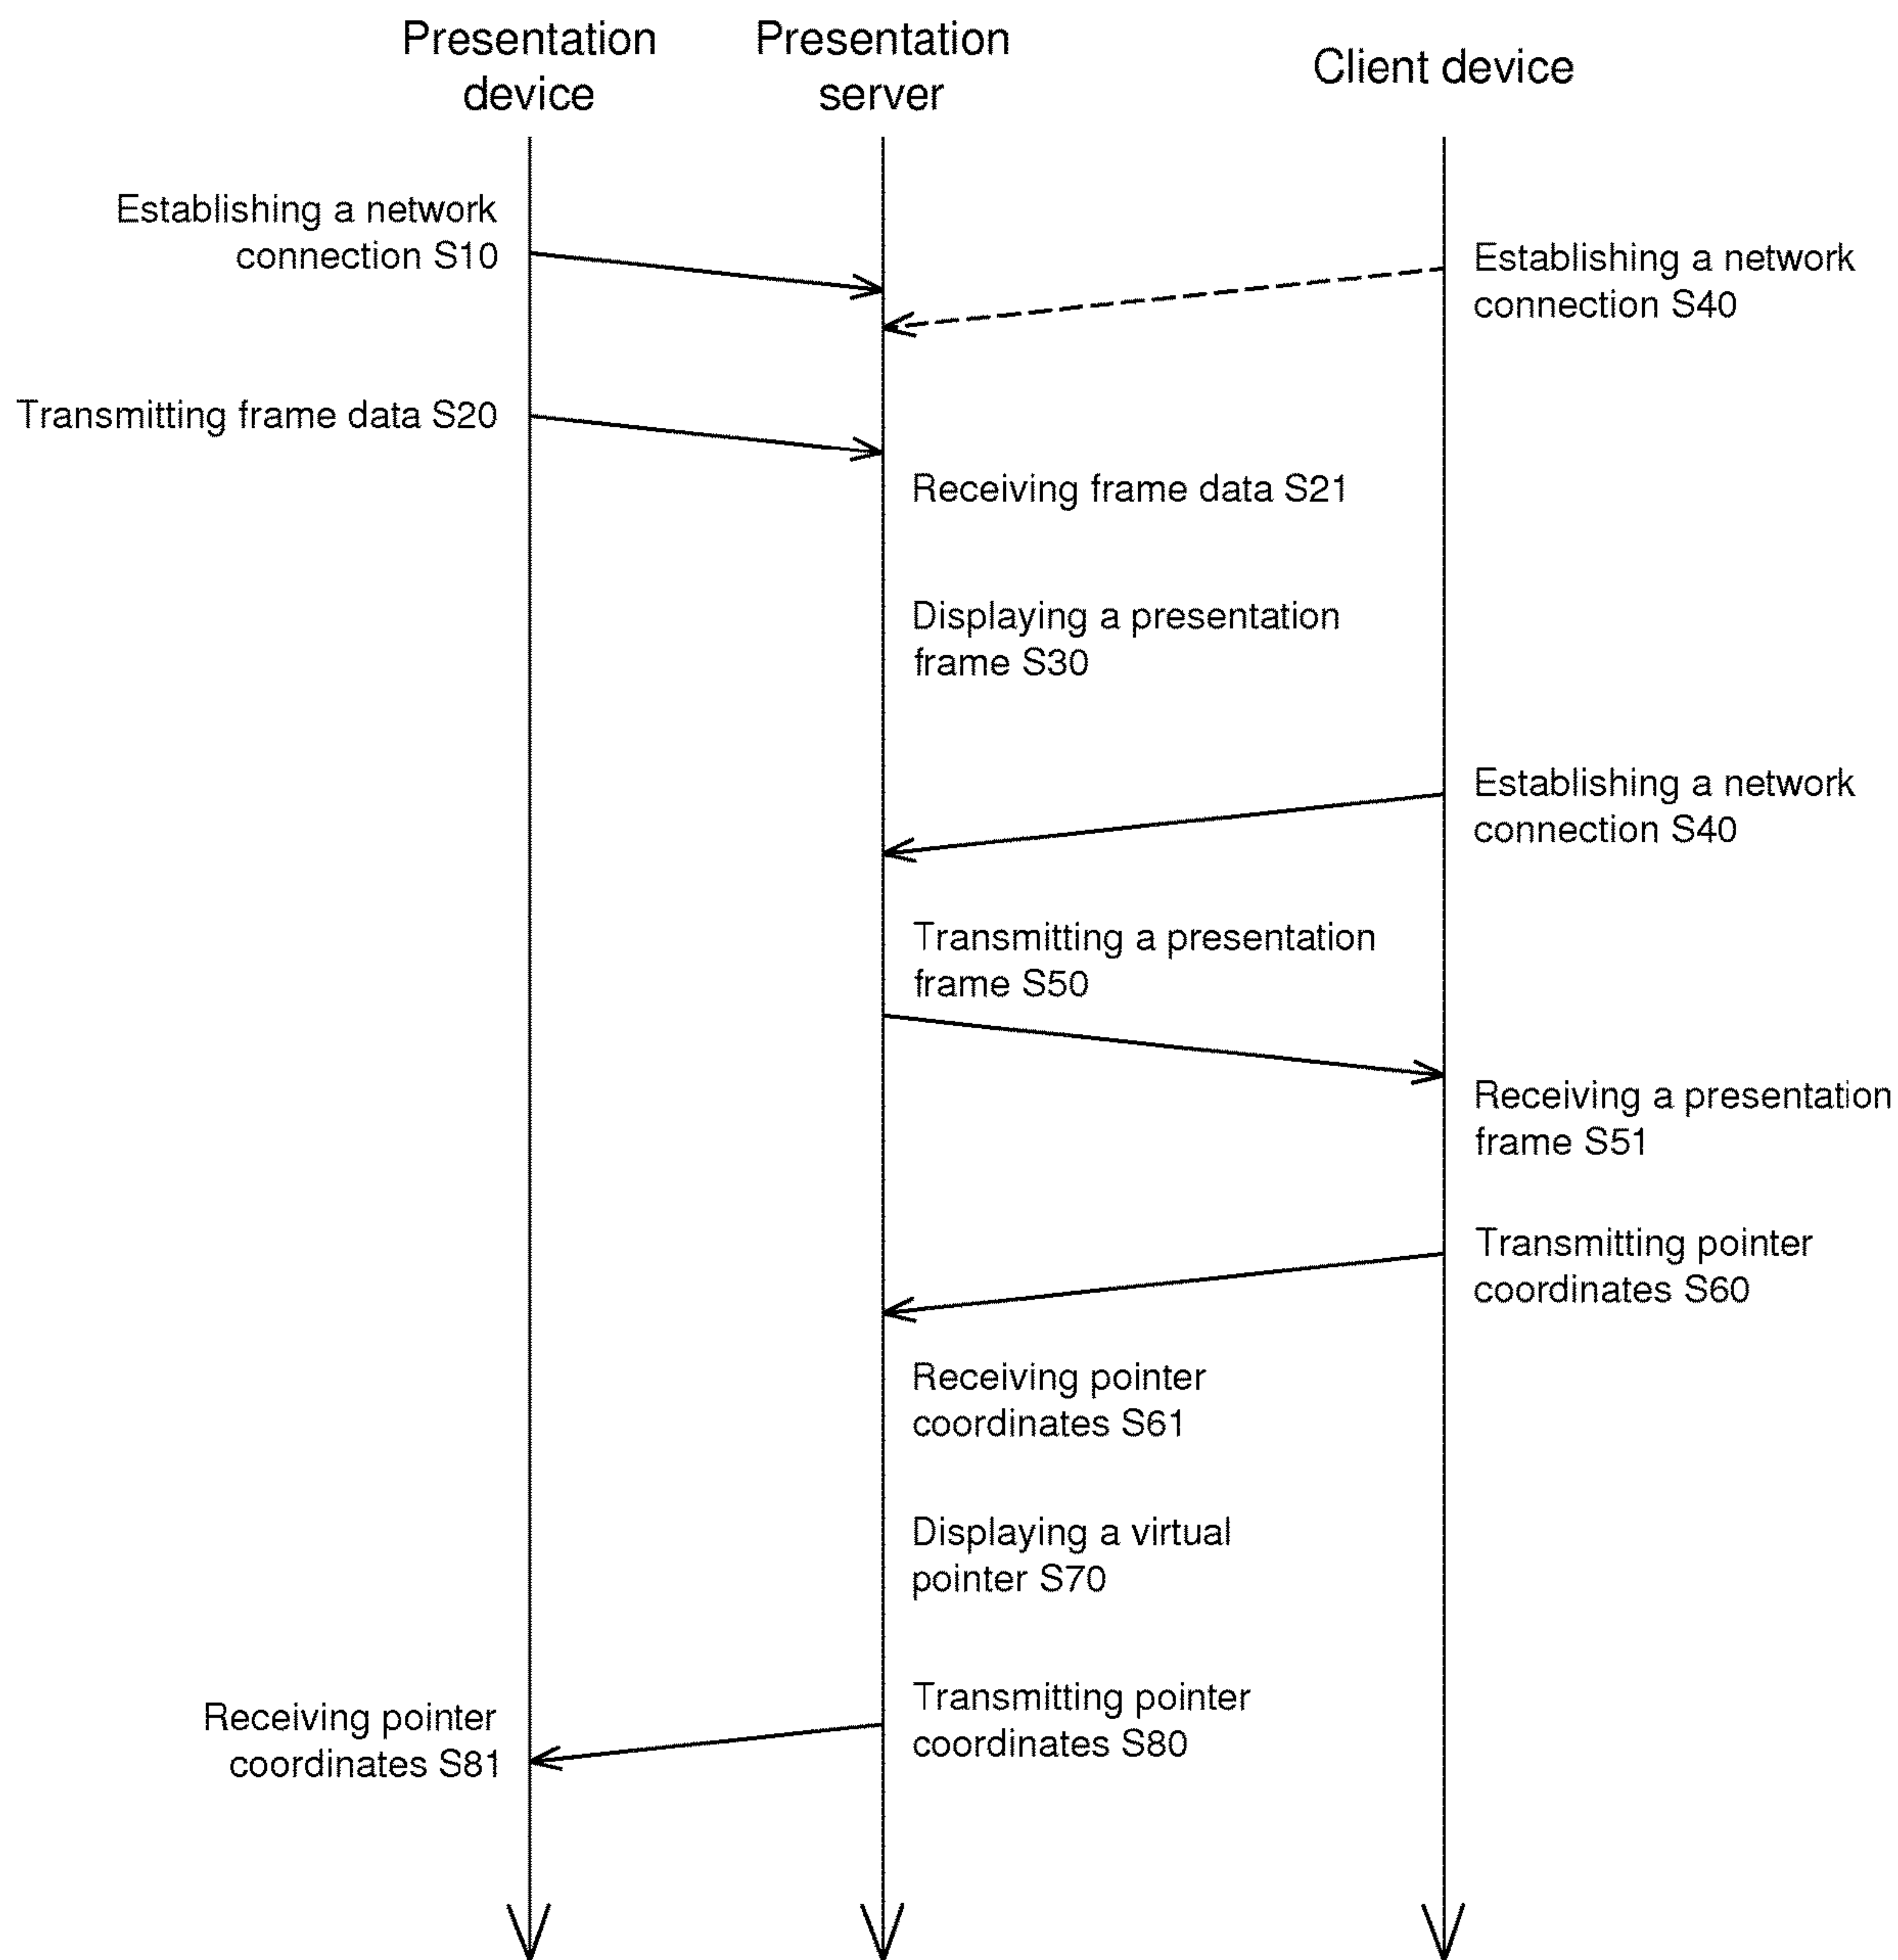 Presentation
device
Presentation
server
Client device
Establishing a network
connection S10
Establishing a network
connection S40
Transmitting frame data S20
Receiving frame data S21
Displaying a presentation
frame S30
Establishing a network
connection S40
Transmitting a presentation
frame S50
Receiving a presentation
frame S51
Transmitting pointer
coordinates S60
Receiving pointer
coordinates S61
Displaying a virtual
pointer S70
Transmitting pointer
coordinates S80
Receiving pointer
coordinates S81